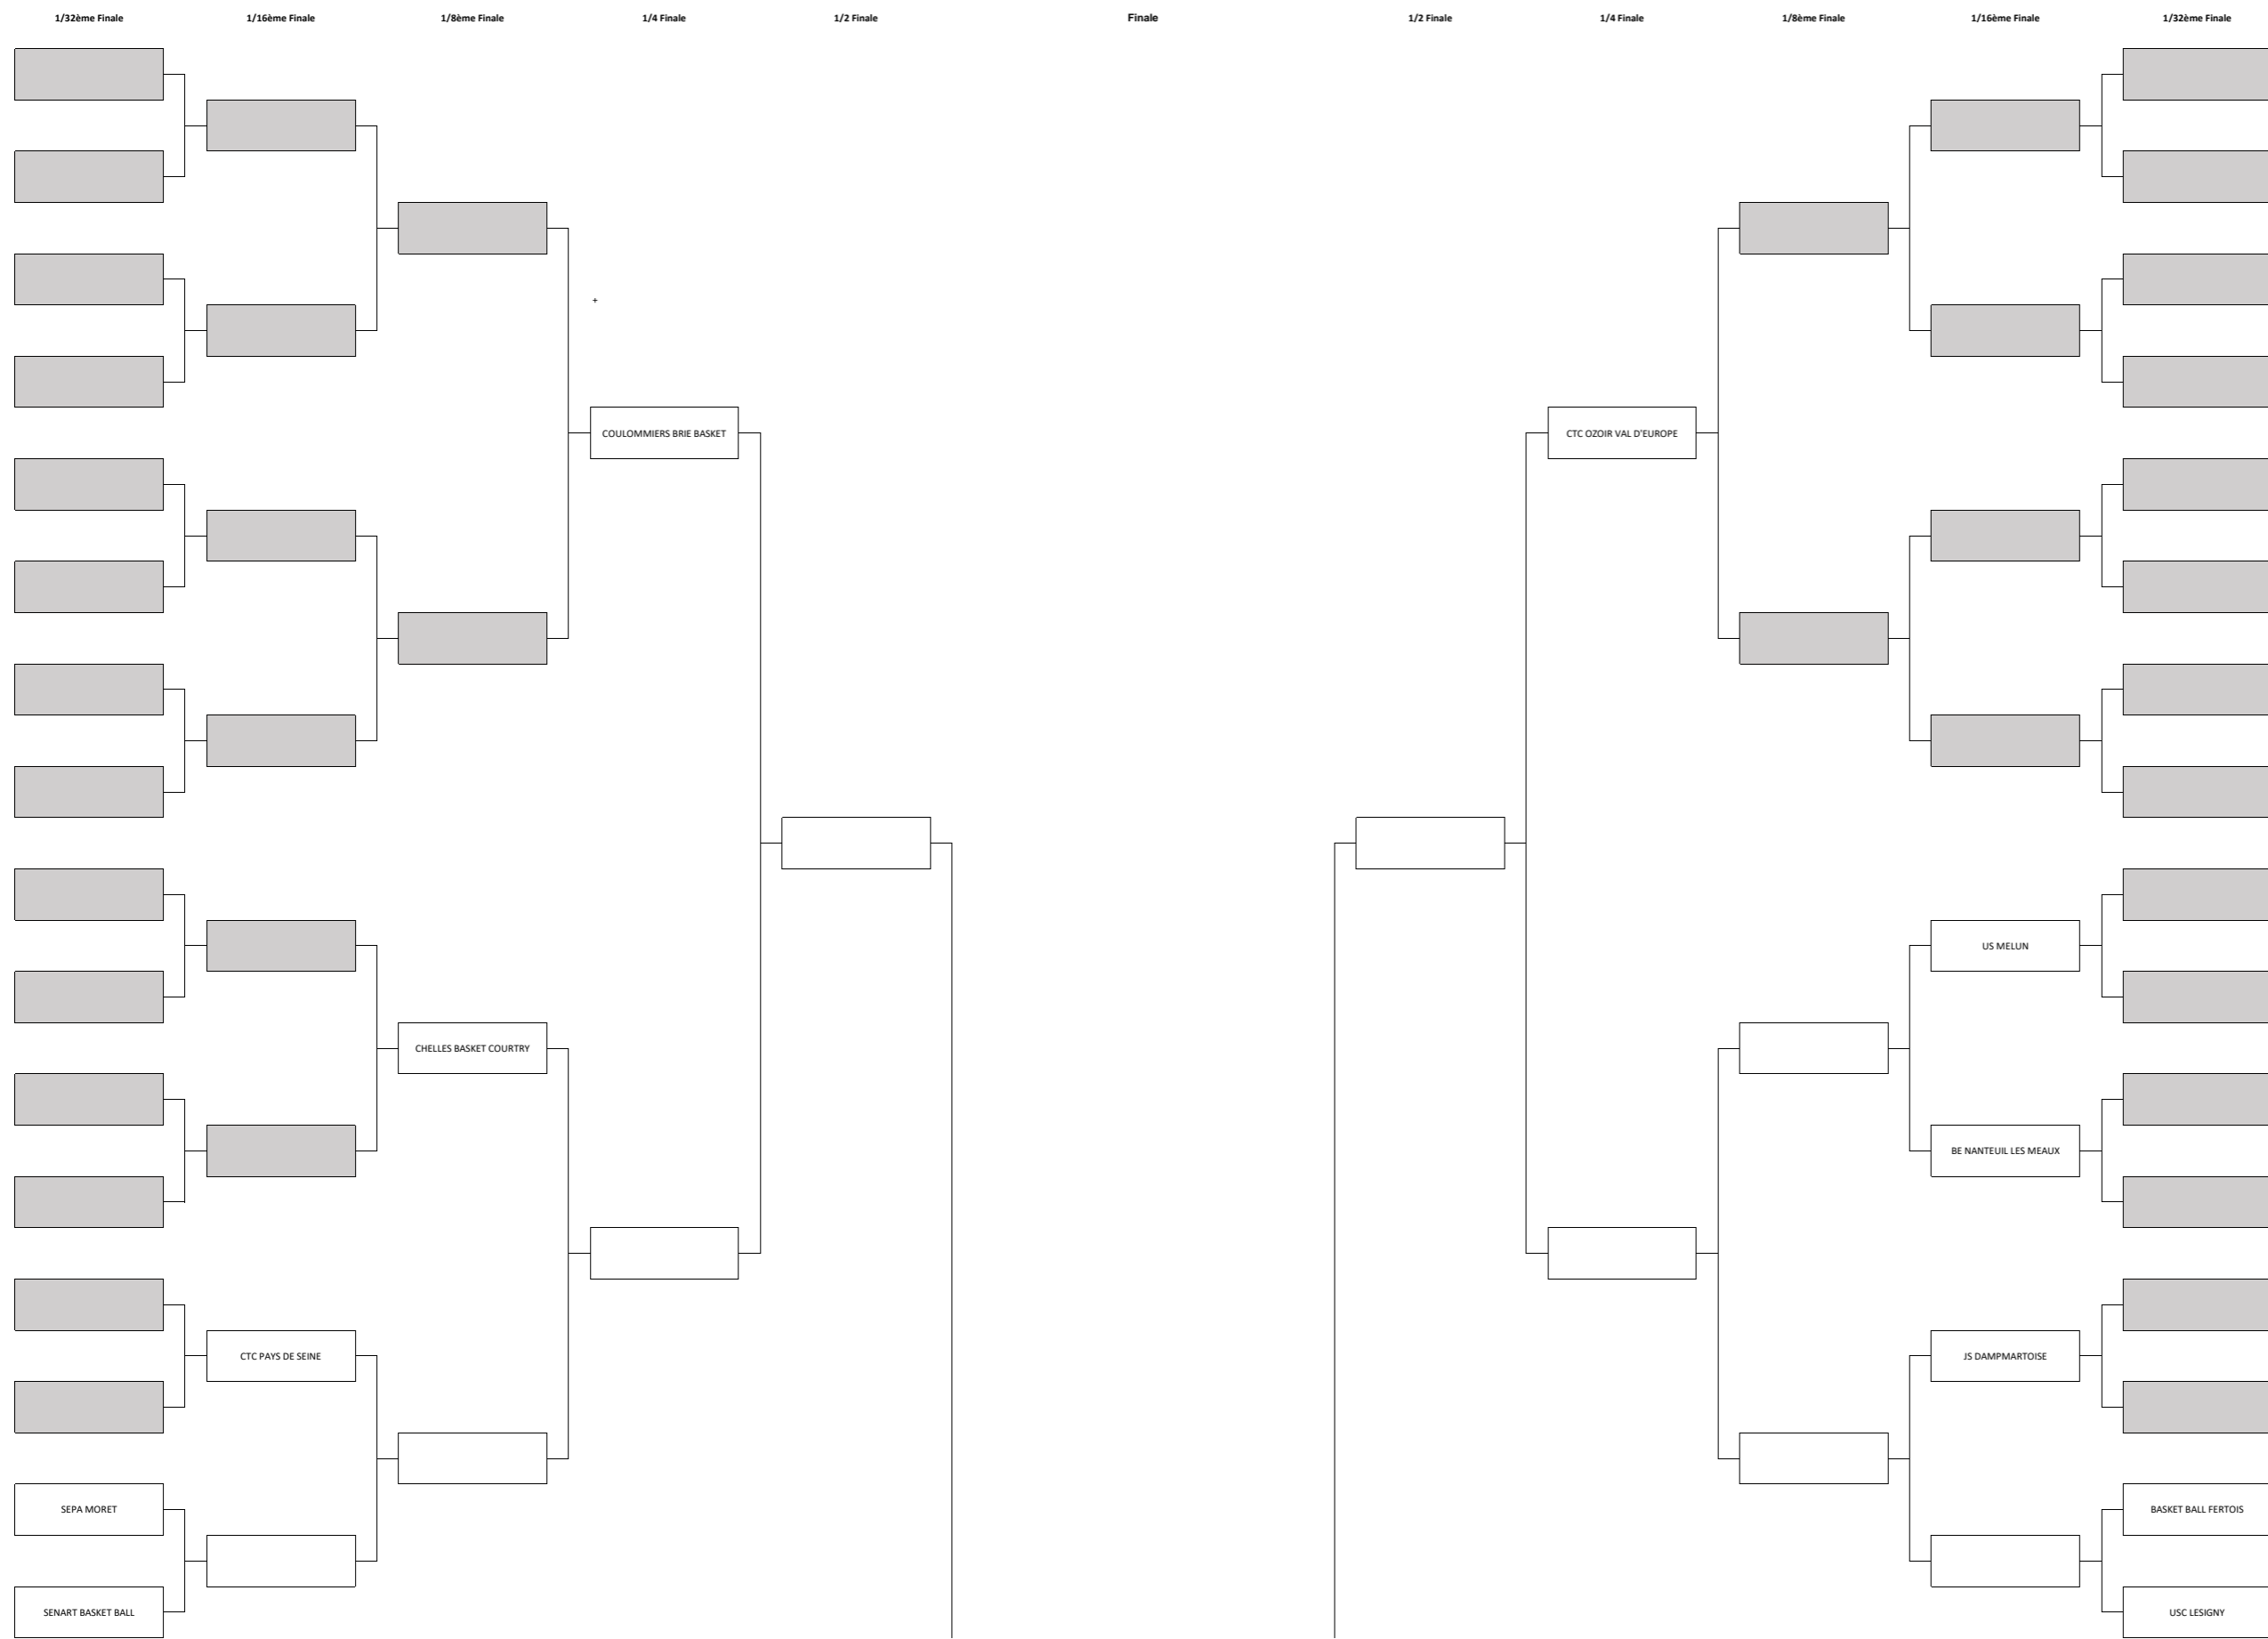 1/32ème Finale
1/16ème Finale
1/8ème Finale
1/4 Finale
1/2 Finale
Finale
1/2 Finale
1/4 Finale
1/8ème Finale
1/16ème Finale
1/32ème Finale
+
COULOMMIERS BRIE BASKET
CTC OZOIR VAL D'EUROPE
US MELUN
CHELLES BASKET COURTRY
BE NANTEUIL LES MEAUX
CTC PAYS DE SEINE
JS DAMPMARTOISE
SEPA MORET
BASKET BALL FERTOIS
SENART BASKET BALL
USC LESIGNY